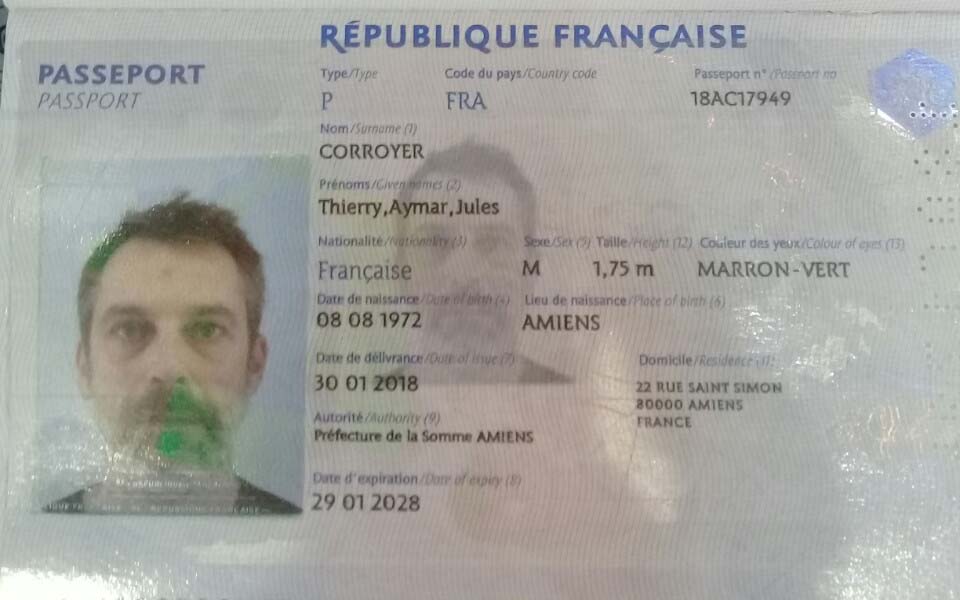 RÉPUBLIQUE FRANÇAISE
PASSEPORT
PASSPORT
Type/Type Code du pays/Country code Passeport n°/Passport no
P FRA 18AC17949
Nom/Surname (1)
CORROYER
Prénoms/Given names (2)
Thierry,Aymar,Jules
Nationalité/Nationality (3) Sexe/Sex (5) Taille/Height (12) Couleur des yeux/Colour of eyes (13)
Française M 1,75 m MARRON-VERT
Date de naissance/Date of birth (4) Lieu de naissance/Place of birth (6)
08 08 1972 AMIENS
Date de délivrance/Date of issue (7) Domicile/Residence (11)
30 01 2018 22 RUE SAINT SIMON
80000 AMIENS
FRANCE
Autorité/Authority (9)
Préfecture de la Somme AMIENS
Date d'expiration/Date of expiry (8)
29 01 2028
RÉPUBLIQUE FRANÇAISE